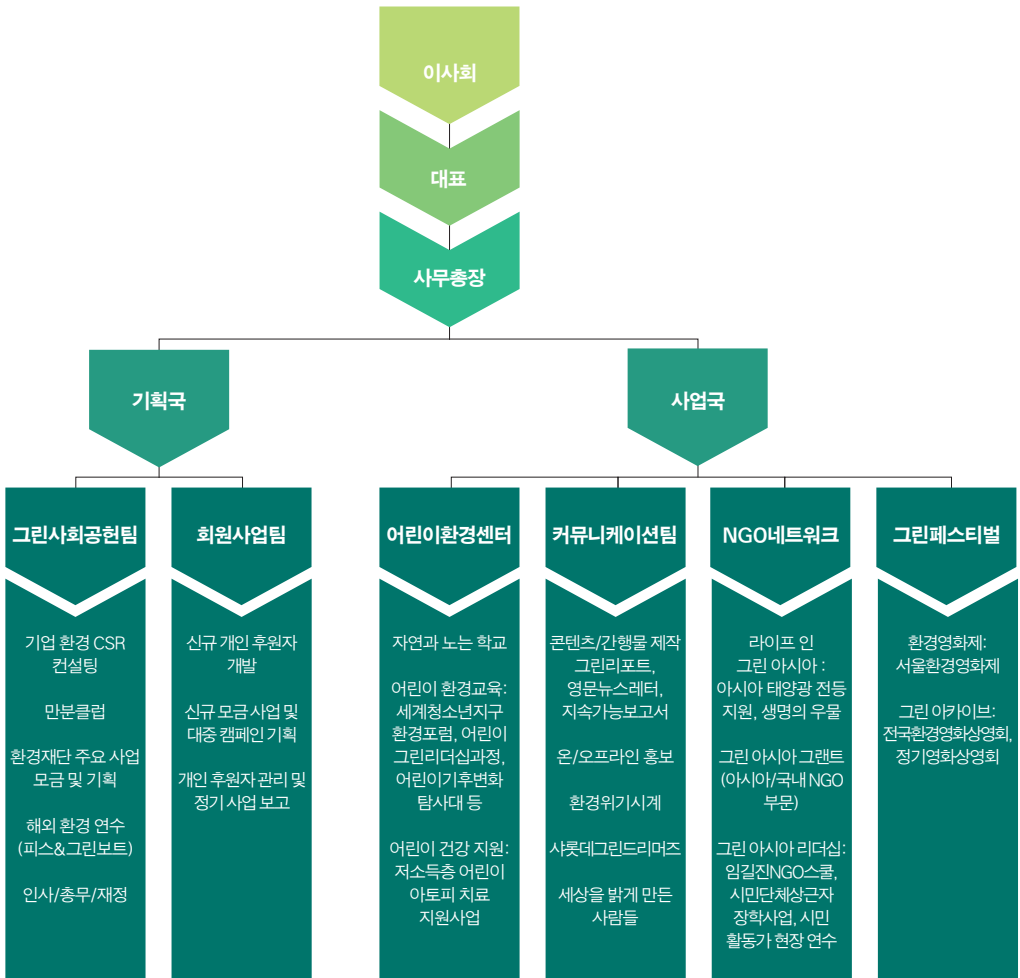 이사회
대표
사무총장
기획국
사업국
그린사회공헌팀
기업 환경 CSR
컨설팅
만분클럽
환경재단 주요 사업
모금 및 기획
해외 환경 연수
(피스&그린보트)
인사/총무/재정
회원사업팀
신규 개인 후원자
개발
신규 모금 사업 및
대중 캠페인 기획
개인 후원자 관리 및
정기 사업 보고
어린이환경센터
자연과 노는 학교
어린이 환경교육:
세계청소년지구
환경포럼, 어린이
그린리더십과정,
어린이기후변화
탐사대 등
어린이 건강 지원:
저소득층 어린이
아토피 치료
지원사업
커뮤니케이션팀
콘텐츠/간행물 제작
그린리포트,
영문뉴스레터,
지속가능보고서
온/오프라인 홍보
환경위기시계
샤롯데그린드리머즈
세상을 밝게 만든
사람들
NGO네트워크
라이프 인
그린 아시아 :
아시아 태양광 전등
지원, 생명의 우물
그린 아시아 그랜트
(아시아/국내 NGO
부문)
그린 아시아 리더십:
임길진NGO스쿨,
시민단체상근자
장학사업, 시민
활동가 현장 연수
그린페스티벌
환경영화제:
서울환경영화제
그린 아카이브:
전국환경영화상영회,
정기영화상영회